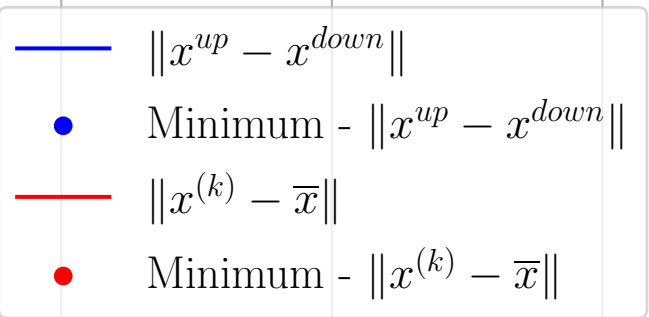 ‖x^{up} − x^{down}‖
Minimum - ‖x^{up} − x^{down}‖
‖x^{(k)} − x̅‖
Minimum - ‖x^{(k)} − x̅‖